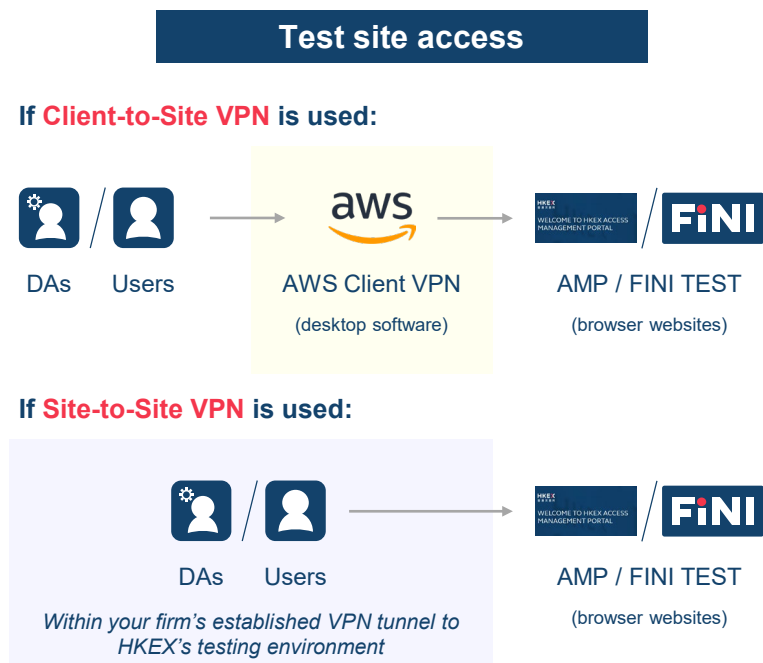 Test site access
If Client-to-Site VPN is used:
aws
HKEX
WELCOME TO HKEX ACCESS
MANAGEMENT PORTAL
FiNI
DAs
Users
AWS Client VPN
AMP / FINI TEST
(desktop software)
(browser websites)
If Site-to-Site VPN is used:
HKEX
WELCOME TO HKEX ACCESS
MANAGEMENT PORTAL
FiNI
DAs
Users
AMP / FINI TEST
Within your firm's established VPN tunnel to
HKEX's testing environment
(browser websites)